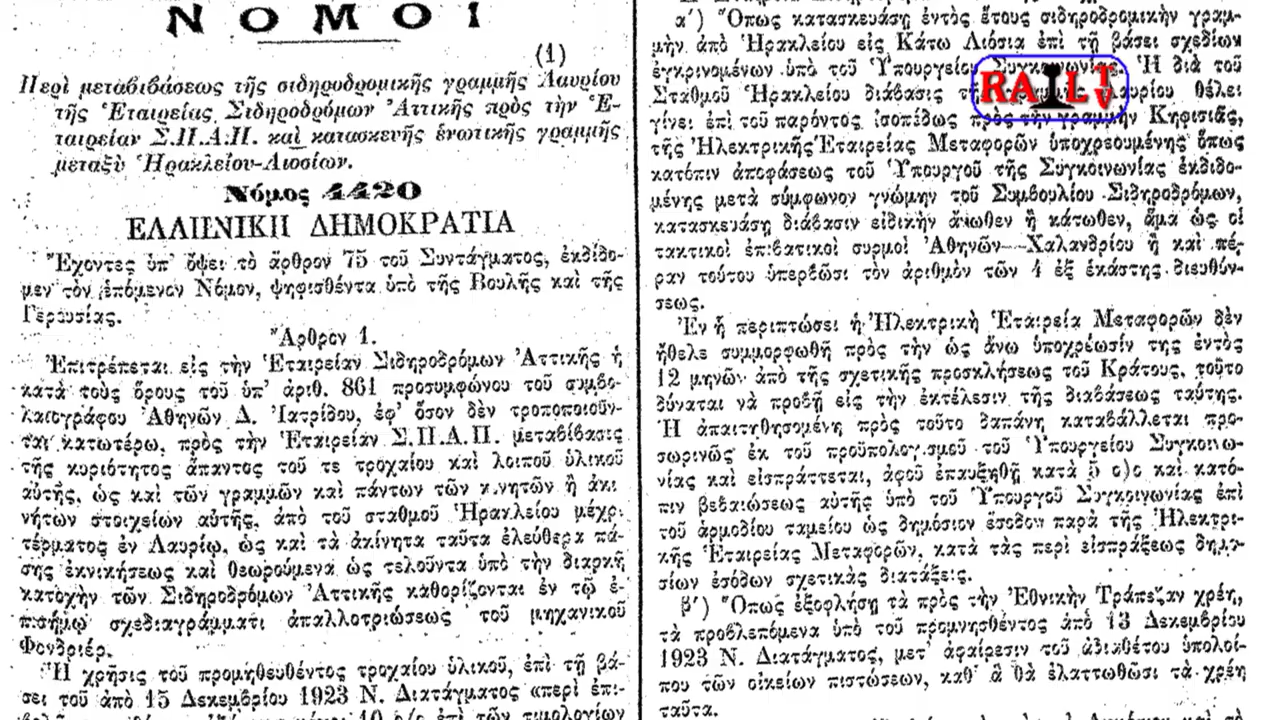 ΝΟΜΟΙ
(1)
Περὶ μεταβιβάσεως τῆς σιδηροδρομικῆς γραμμῆς Λαυρίου
τῆς Ἑταιρείας Σιδηροδρόμων Ἀττικῆς πρὸς τὴν Ἑ-
ταιρείαν Σ.Π.Α.Π. καὶ κατασκευῆς ἑνωτικῆς γραμμῆς
μεταξὺ Ἡρακλείου-Λιοσίων.
Νόμος 4420
ΕΛΛΗΝΙΚΗ ΔΗΜΟΚΡΑΤΙΑ
Ἔχοντες ὑπ' ὄψει τὸ ἄρθρον 75 τοῦ Συντάγματος, ἐκδίδο-
μεν τὸν ἑπόμενον Νόμον, ψηφισθέντα ὑπὸ τῆς Βουλῆς καὶ τῆς
Γερουσίας.
Ἄρθρον 1.
Ἐπιτρέπεται εἰς τὴν Ἑταιρείαν Σιδηροδρόμων Ἀττικῆς ἡ
κατὰ τοὺς ὅρους τοῦ ὑπ' ἀριθ. 861 προσυμφώνου τοῦ συμβο-
λαιογράφου Ἀθηνῶν Δ. Ἰατρίδου, ἐφ' ὅσον δὲν τροποποιοῦν-
ται κατωτέρω, πρὸς τὴν Ἑταιρείαν Σ.Π.Α.Π. μεταβίβασις
τῆς κυριότητος ἅπαντος τοῦ τε τροχαίου καὶ λοιποῦ ὑλικοῦ
αὐτῆς, ὡς καὶ τῶν γραμμῶν καὶ πάντων τῶν κινητῶν ἢ ἀκι
νήτων στοιχείων αὐτῆς, ἀπὸ τοῦ σταθμοῦ Ἡρακλείου μέχρι
τέρματος ἐν Λαυρίῳ, ὡς καὶ τὰ ἀκίνητα ταῦτα ἐλεύθερα πά-
σης ἐκνικήσεως καὶ θεωρούμενα ὡς τελοῦντα ὑπὸ τὴν διαρκῆ
κατοχὴν τῶν Σιδηροδρόμων Ἀττικῆς καθορίζονται ἐν τῷ ἐ-
πισήμῳ σχεδιαγράμματι ἀπαλλοτριώσεως τοῦ μηχανικοῦ
Φονδριέρ.
Ἡ χρῆσις τοῦ προμηθευθέντος τροχαίου ὑλικοῦ, ἐπὶ τῇ βά-
σει τοῦ ἀπὸ 15 Δεκεμβρίου 1923 Ν. Διατάγματος «περὶ ἐπι-
10 ο/ο ἐπὶ τῶν τιμολογίων
α') Ὅπως κατασκευάσῃ ἐντὸς ἔτους σιδηροδρομικὴν γραμ-
μὴν ἀπὸ Ἡρακλείου εἰς Κάτω Λιόσια ἐπὶ τῇ βάσει σχεδίων
ἐγκρινομένων ὑπὸ τοῦ Ὑπουργείου Συγκοινωνίας. Ἡ διὰ τοῦ
Σταθμοῦ Ἡρακλείου διάβασις τῆς γραμμῆς Λαυρίου θέλει
RAILTV
γίνει ἐπὶ τοῦ παρόντος ἰσοπέδως πρὸς τὴν γραμμὴν Κηφισιᾶς,
τῆς Ἠλεκτρικῆς Ἑταιρείας Μεταφορῶν ὑποχρεουμένης ὅπως
κατόπιν ἀποφάσεως τοῦ Ὑπουργοῦ τῆς Συγκοινωνίας ἐκδιδο-
μένης μετὰ σύμφωνον γνώμην τοῦ Συμβουλίου Σιδηροδρόμων,
κατασκευάσῃ διάβασιν εἰδικὴν ἄνωθεν ἢ κάτωθεν, ἅμα ὡς οἱ
τακτικοὶ ἐπιβατικοὶ συρμοὶ Ἀθηνῶν—Χαλανδρίου ἢ καὶ πέ-
ραν τούτου ὑπερβῶσι τὸν ἀριθμὸν τῶν 4 ἐξ ἑκάστης διευθύν-
σεως.
Ἐν ᾗ περιπτώσει ἡ Ἠλεκτρικὴ Ἑταιρεία Μεταφορῶν δὲν
ἤθελε συμμορφωθῆ πρὸς τὴν ὡς ἄνω ὑποχρέωσίν της ἐντὸς
12 μηνῶν ἀπὸ τῆς σχετικῆς προσκλήσεως τοῦ Κράτους, τοῦτο
δύναται νὰ προβῇ εἰς τὴν ἐκτέλεσιν τῆς διαβάσεως ταύτης.
Ἡ ἀπαιτηθησομένη πρὸς τοῦτο δαπάνη καταβάλλεται προ-
σωρινῶς ἐκ τοῦ προϋπολογισμοῦ τοῦ Ὑπουργείου Συγκοινω-
νίας καὶ εἰσπράττεται, ἀφοῦ ἐπαυξηθῇ κατὰ 5 ο)ο καὶ κατό-
πιν βεβαιώσεως αὐτῆς ὑπὸ τοῦ Ὑπουργοῦ Συγκοινωνίας ἐπὶ
τοῦ ἁρμοδίου ταμείου ὡς δημόσιον ἔσοδον παρὰ τῆς Ἠλεκτρι-
κῆς Ἑταιρείας Μεταφορῶν, κατὰ τὰς περὶ εἰσπράξεως δημο-
σίων ἐσόδων σχετικὰς διατάξεις.
β') Ὅπως ἐξοφλήσῃ τὰ πρὸς τὴν Ἐθνικὴν Τράπεζαν χρέη,
τὰ προβλεπόμενα ὑπὸ τοῦ προμνησθέντος ἀπὸ 13 Δεκεμβρίου
1923 Ν. Διατάγματος, μετ' ἀφαίρεσιν τοῦ ἀδιαθέτου ὑπολοί-
που τῶν οἰκείων πιστώσεων, καθ' ἃ θὰ ἐλαττωθῶσι τὰ χρέη
ταῦτα.